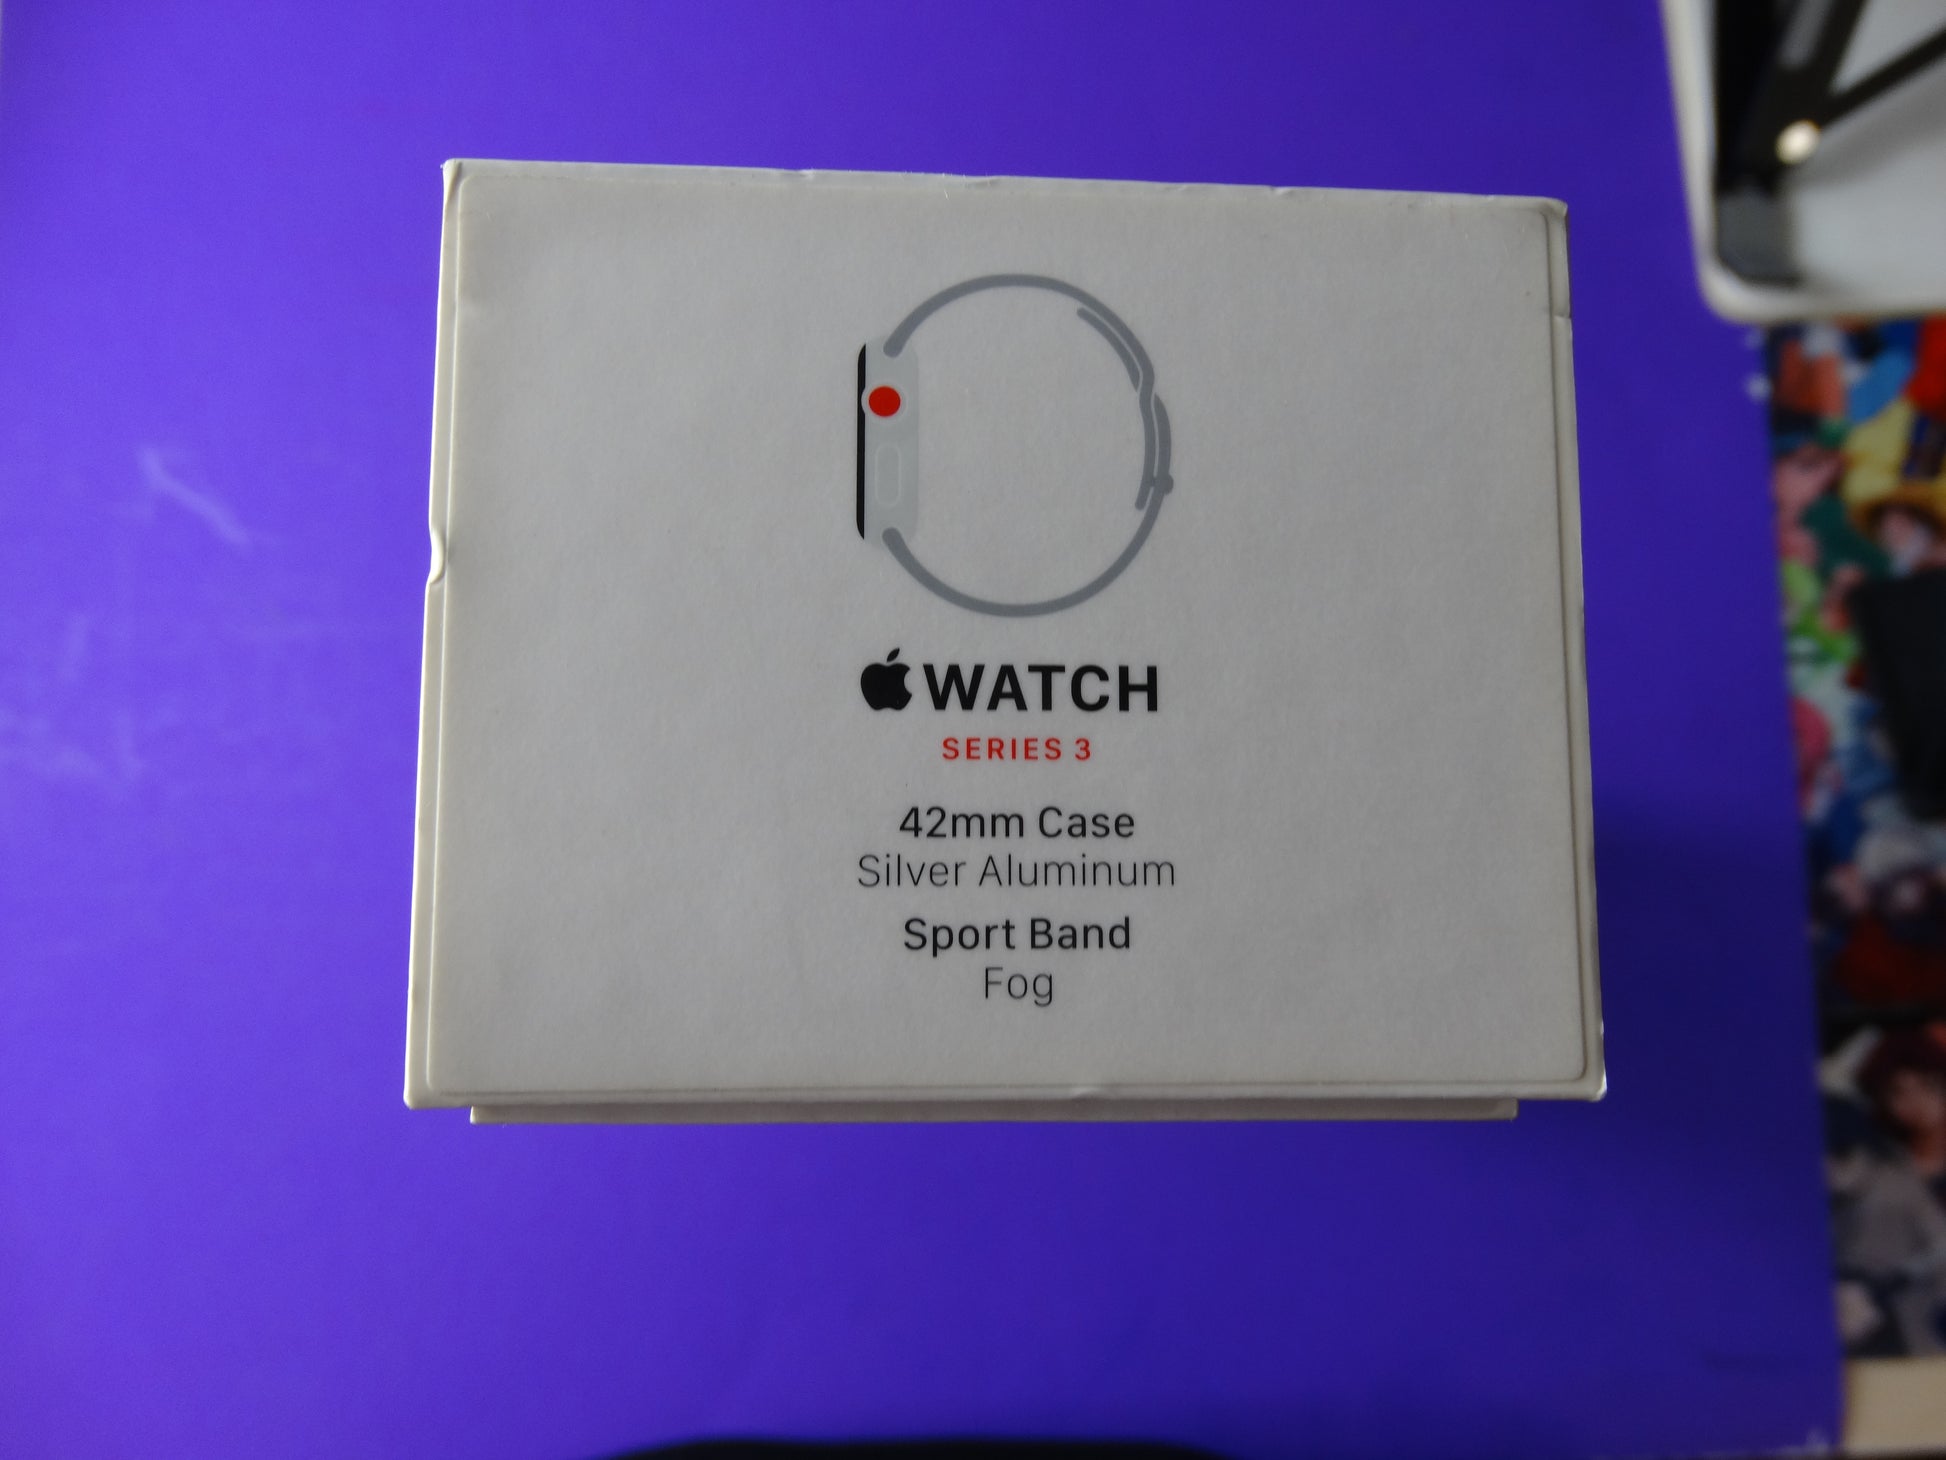 WATCH
SERIES 3
42mm Case
Silver Aluminum
Sport Band
Fog